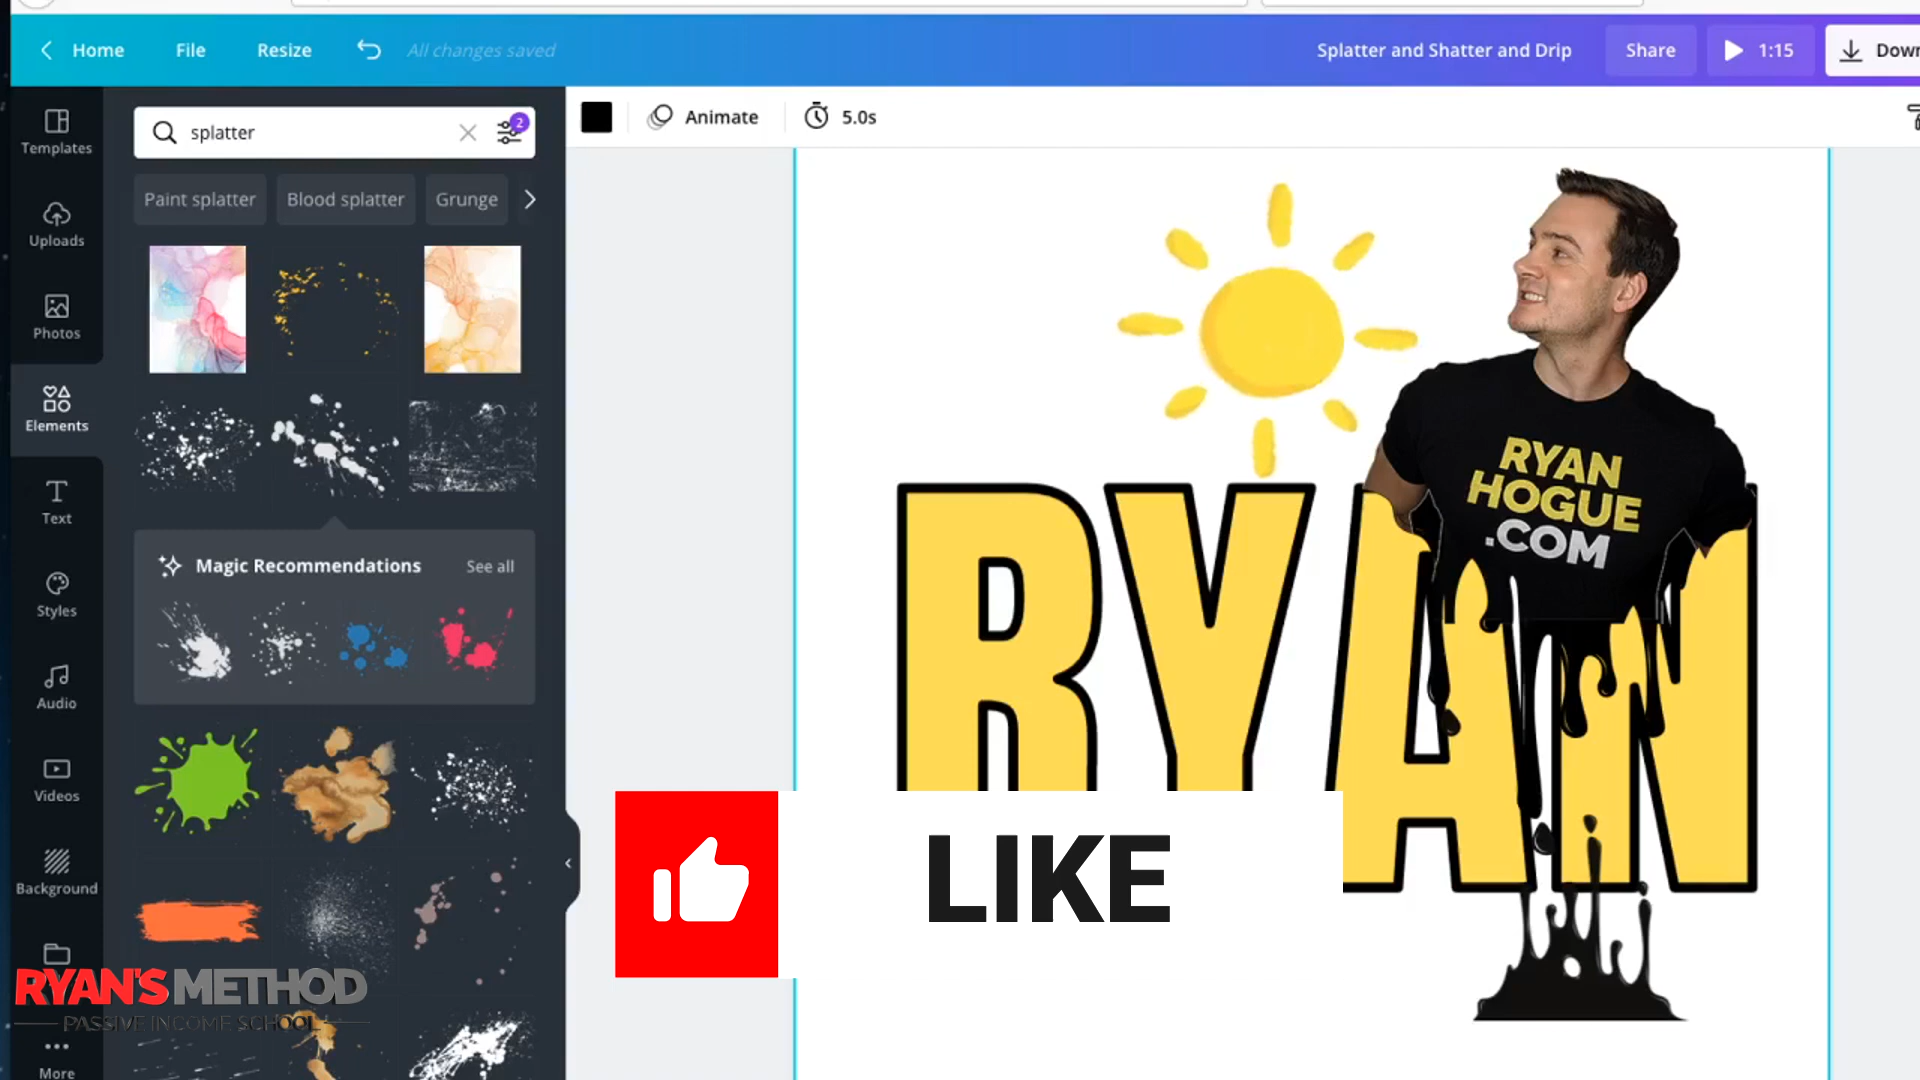 Home File Resize All changes saved Splatter and Shatter and Drip Share 1:15
Templates
Uploads
Photos
Elements
Text
Styles
Audio
Videos
Background
More
splatter
2
Paint splatter Blood splatter Grunge
Magic Recommendations See all
Animate 5.0s
RYAN
HOGUE
.COM
RYAN
LIKE
RYAN'S METHOD
PASSIVE INCOME SCHOOL